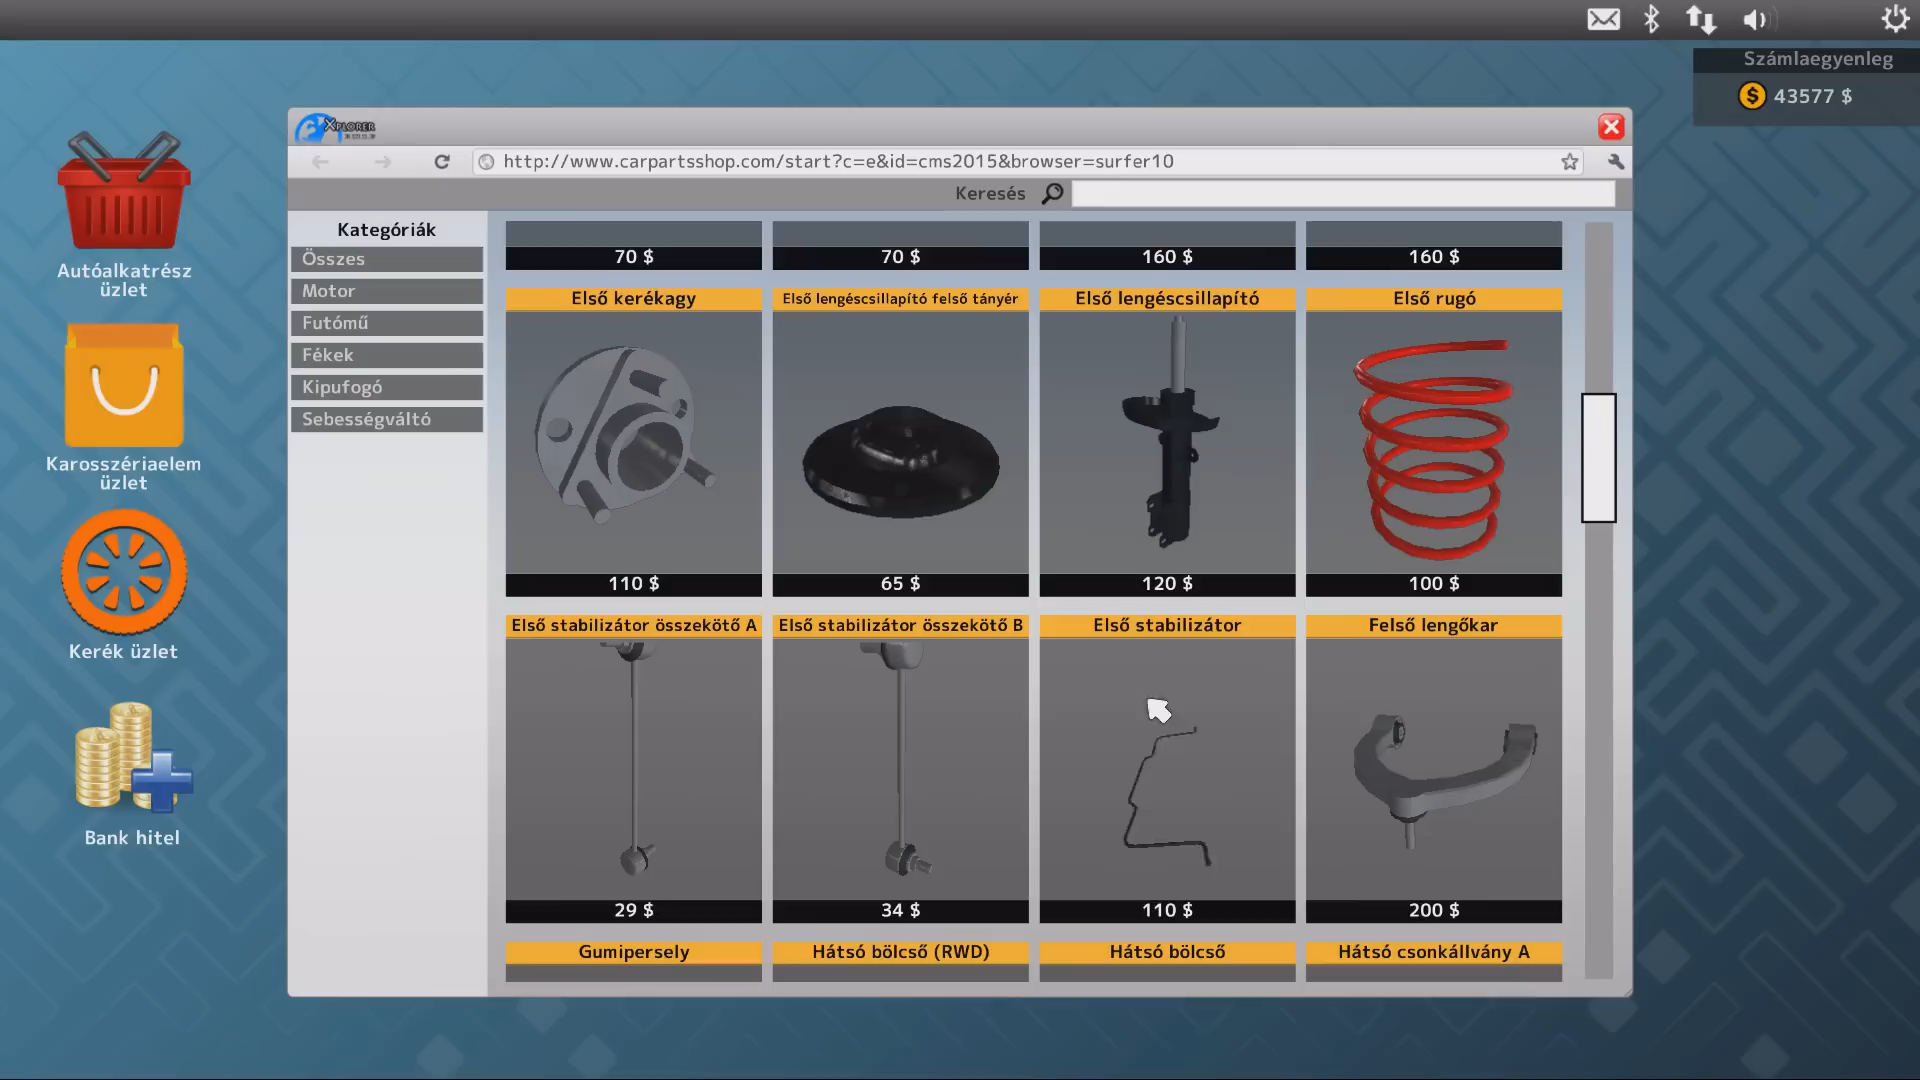 Számlaegyenleg
43577 $
Autóalkatrész
üzlet
Karosszériaelem
üzlet
Kerék üzlet
Bank hitel
XPLORER
http://www.carpartsshop.com/start?c=e&id=cms2015&browser=surfer10
Keresés
Kategóriák
Összes
Motor
Futómű
Fékek
Kipufogó
Sebességváltó
70 $
70 $
160 $
160 $
Első kerékagy
Első lengéscsillapító felső tányér
Első lengéscsillapító
Első rugó
110 $
65 $
120 $
100 $
Első stabilizátor összekötő A
Első stabilizátor összekötő B
Első stabilizátor
Felső lengőkar
29 $
34 $
110 $
200 $
Gumipersely
Hátsó bölcső (RWD)
Hátsó bölcső
Hátsó csonkállvány A